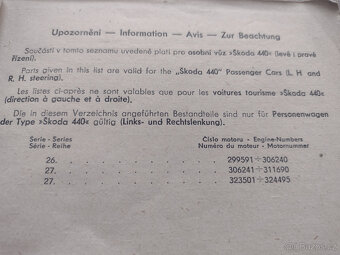 Upozornění — Information — Avis — Zur Beachtung
Součásti v tomto seznamu uvedené platí pro osobní vůz »Škoda 440« (levé i pravé
řízení).
Parts given in this list are valid for the „Škoda 440" Passenger Cars (L. H and
R. H. steering).
Les listes ci-après ne sont valables que pour les voitures tourisme »Škoda 440«
(direction à gauche et à droite).
Die in diesem Verzeichnis angeführten Bestandteile sind nur für Personenwagen
der Type »Škoda 440« gültig (Links- und Rechtslenkung).
Serie - Series Číslo motoru - Engine-Numbers
Série - Reihe Numéro du moteur - Motornummer
26. . . . . . . . . . . . 299591÷306240
27. . . . . . . . . . . . 306241÷311690
27. . . . . . . . . . . . 323501÷324495